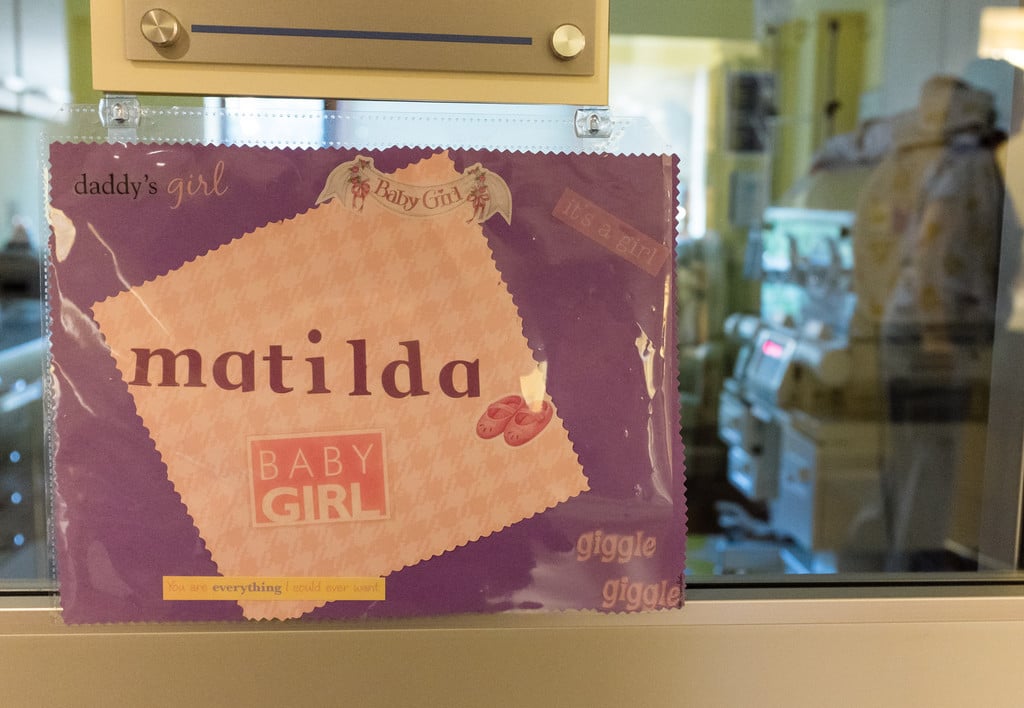 daddy's girl
Baby Girl
it's a girl
matilda
BABY
GIRL
giggle
giggle
You are everything I could ever want